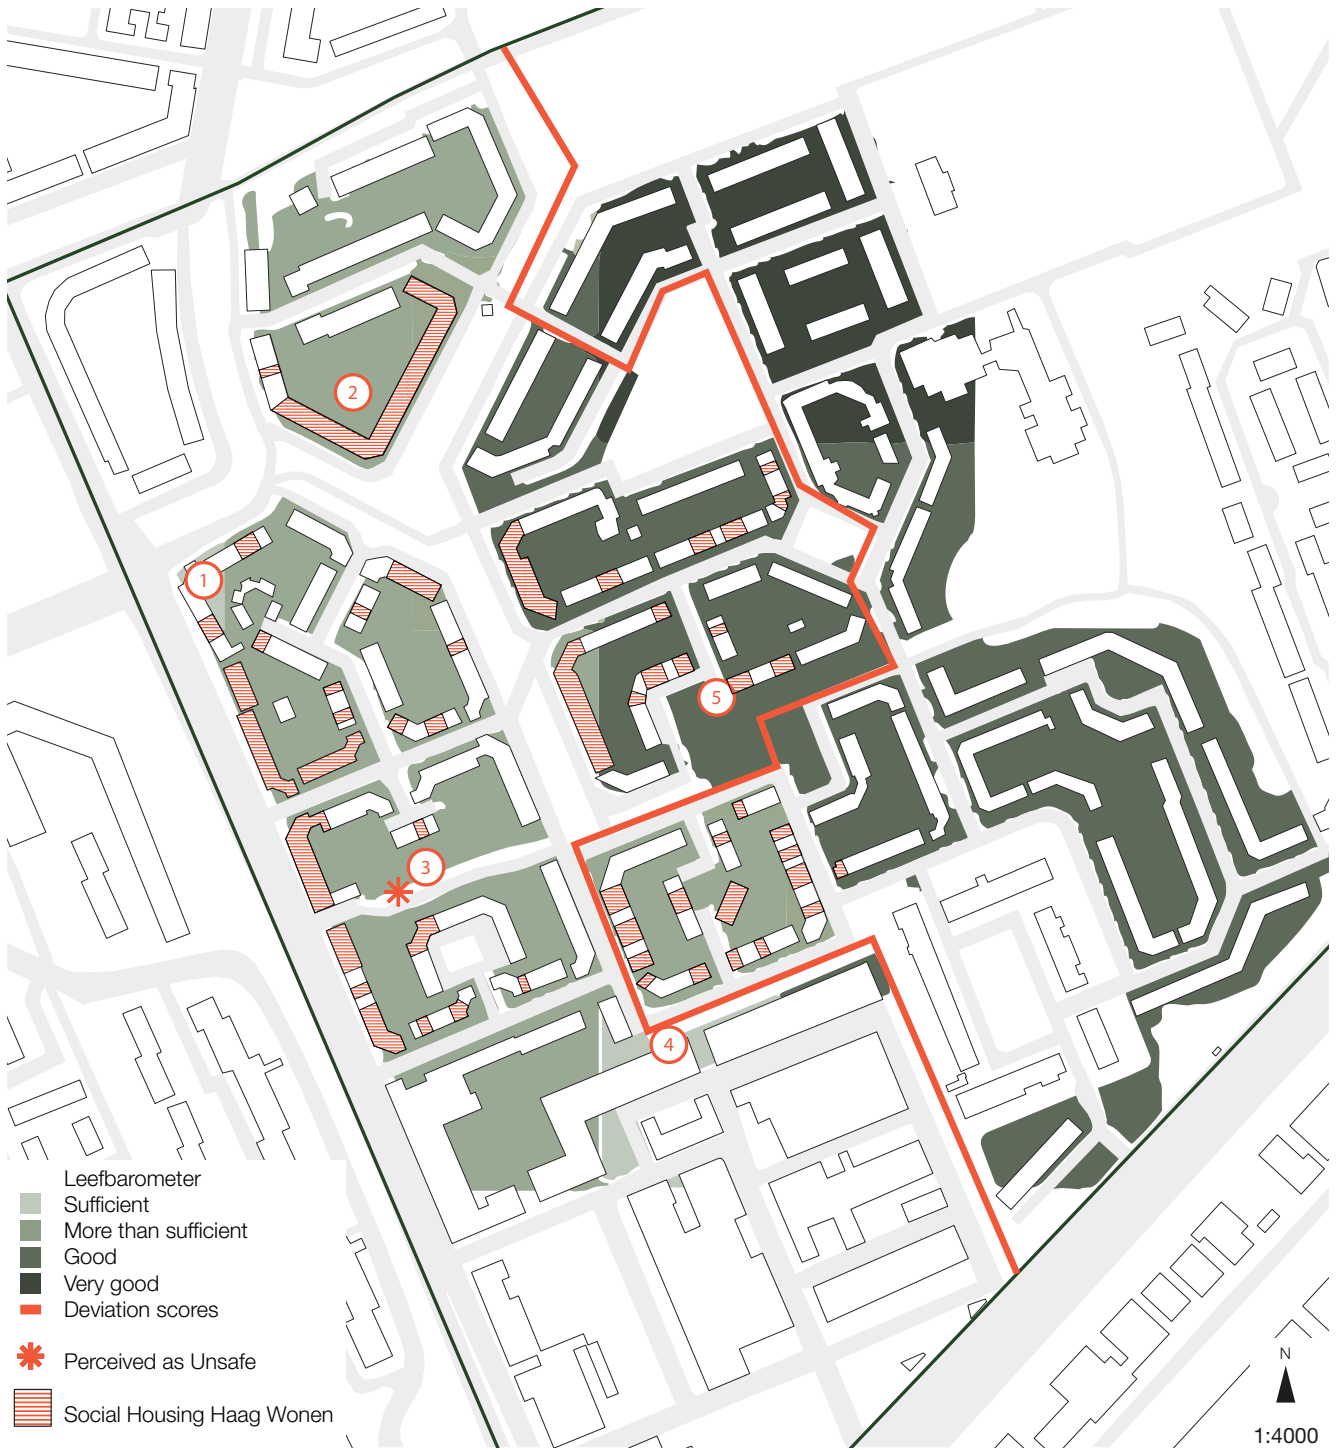 2
1
5
3
4
Leefbarometer
Sufficient
More than sufficient
Good
Very good
Deviation scores
Perceived as Unsafe
Social Housing Haag Wonen
N
1:4000